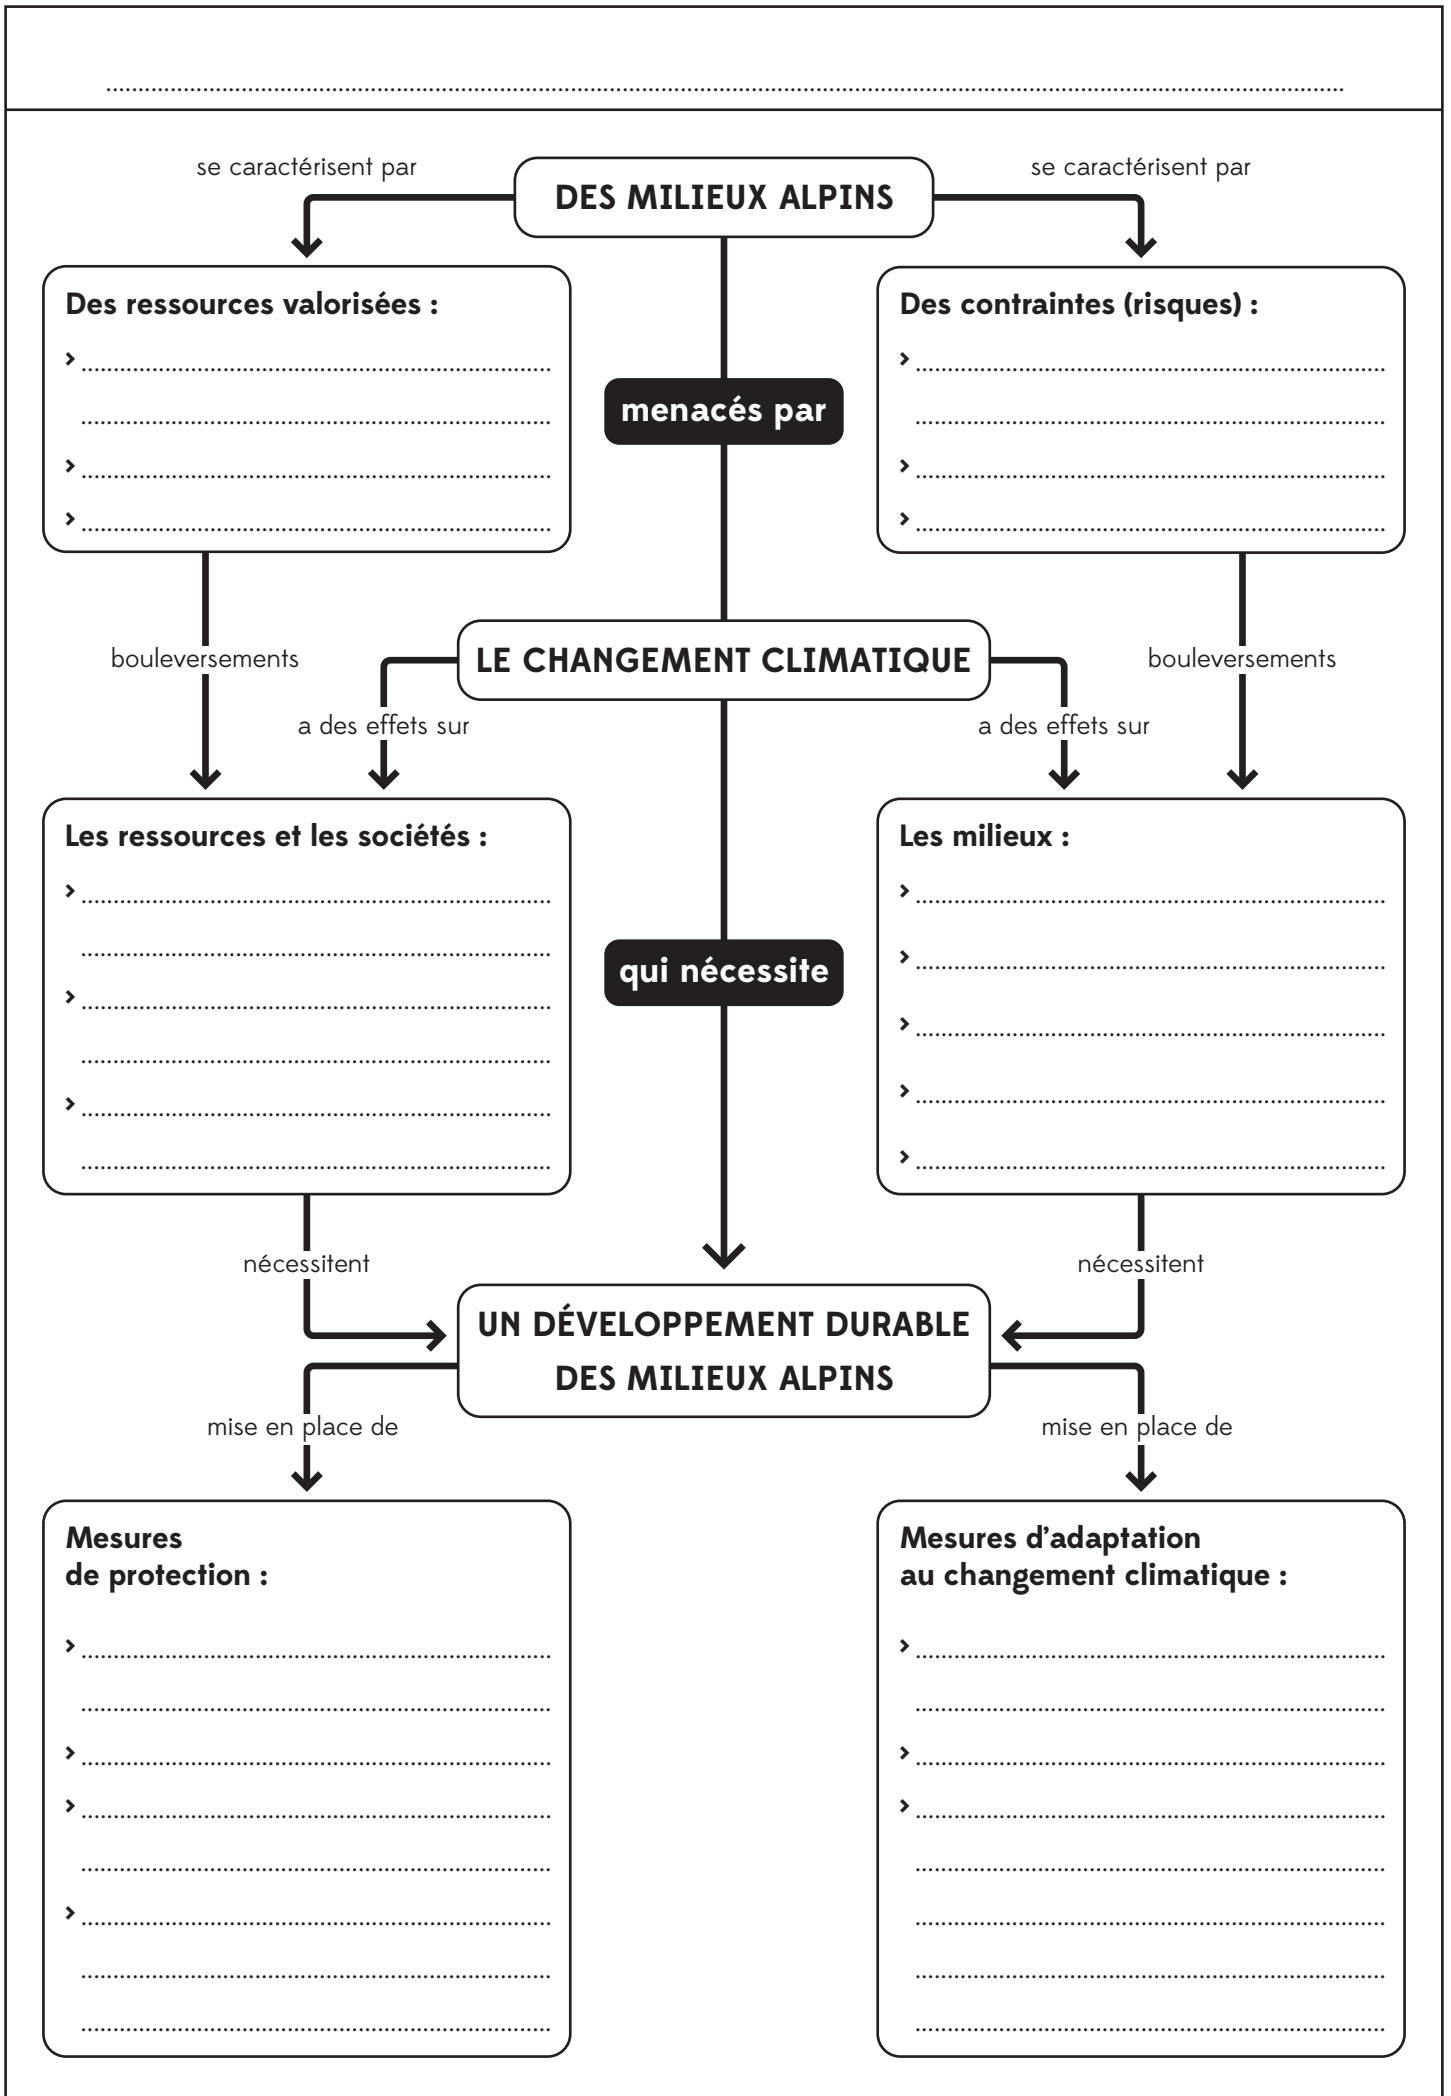 se caractérisent par
DES MILIEUX ALPINS
se caractérisent par
Des ressources valorisées :
>
>
>
menacés par
Des contraintes (risques) :
>
>
>
bouleversements
LE CHANGEMENT CLIMATIQUE
bouleversements
a des effets sur
a des effets sur
Les ressources et les sociétés :
>
>
>
qui nécessite
Les milieux :
>
>
>
>
>
nécessitent
nécessitent
UN DÉVELOPPEMENT DURABLE
DES MILIEUX ALPINS
mise en place de
mise en place de
Mesures
de protection :
>
>
>
>
Mesures d’adaptation
au changement climatique :
>
>
>